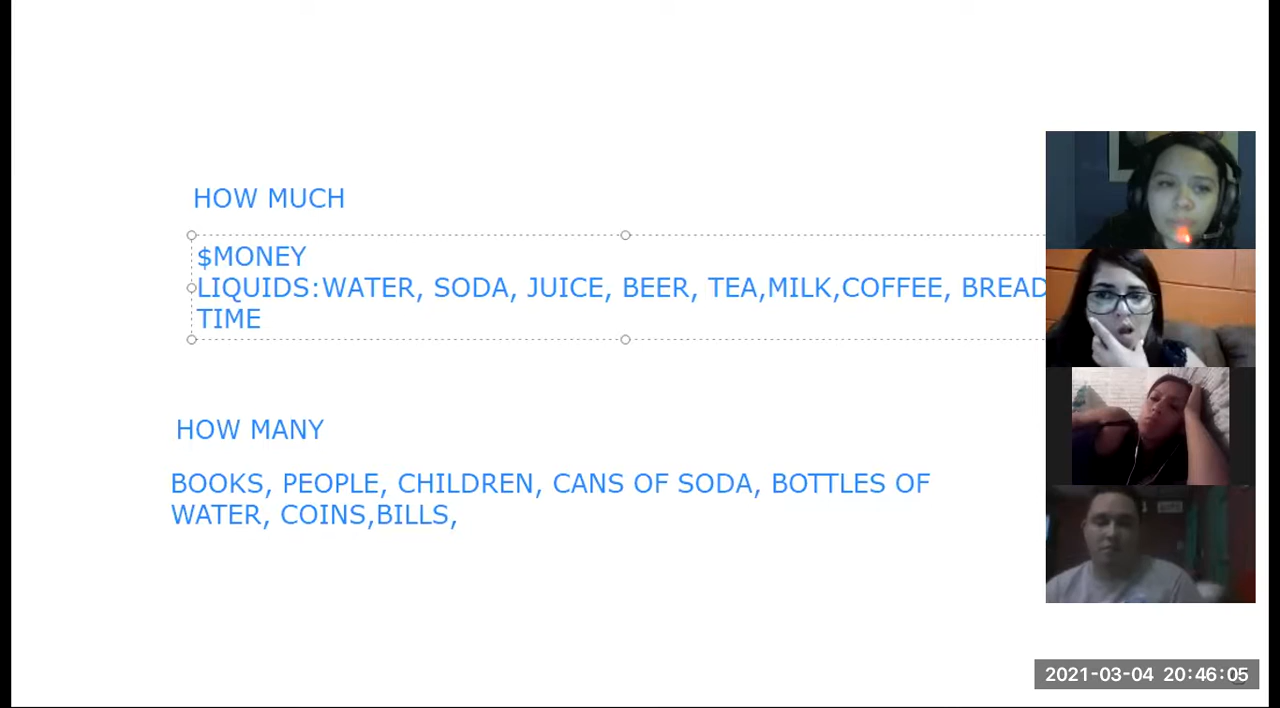 HOW MUCH
$MONEY
LIQUIDS:WATER, SODA, JUICE, BEER, TEA,MILK,COFFEE, BREAD
TIME
HOW MANY
BOOKS, PEOPLE, CHILDREN, CANS OF SODA, BOTTLES OF
WATER, COINS,BILLS,
2021-03-04 20:46:05